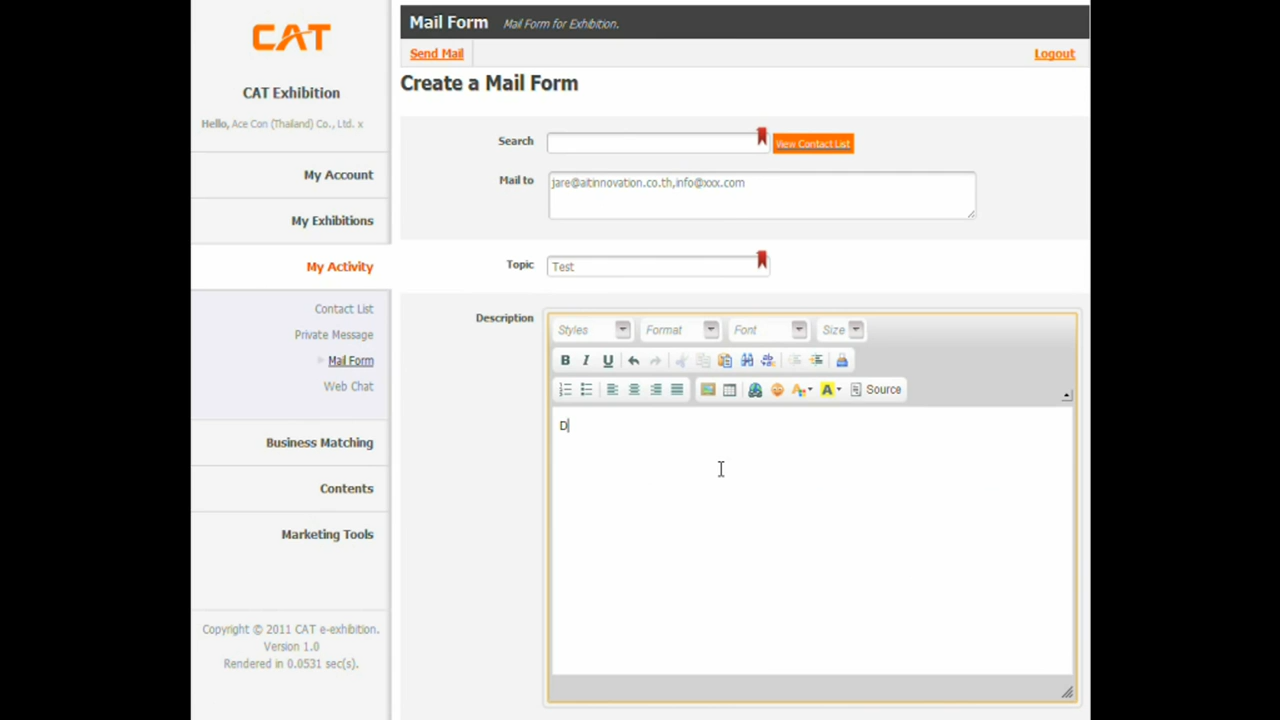 CAT
CAT Exhibition
Hello, Ace Con (Thailand) Co., Ltd. x
My Account
My Exhibitions
My Activity
Contact List
Private Message
Mail Form
Web Chat
Business Matching
Contents
Marketing Tools
Copyright © 2011 CAT e-exhibition.
Version 1.0
Rendered in 0.0531 sec(s).
Mail Form Mail Form for Exhibition.
Send Mail Logout
Create a Mail Form
Search View Contact List
Mail to jare@aitinnovation.co.th,info@xxx.com
Topic Test
Description
Styles Format Font Size
B I U
A A Source
D